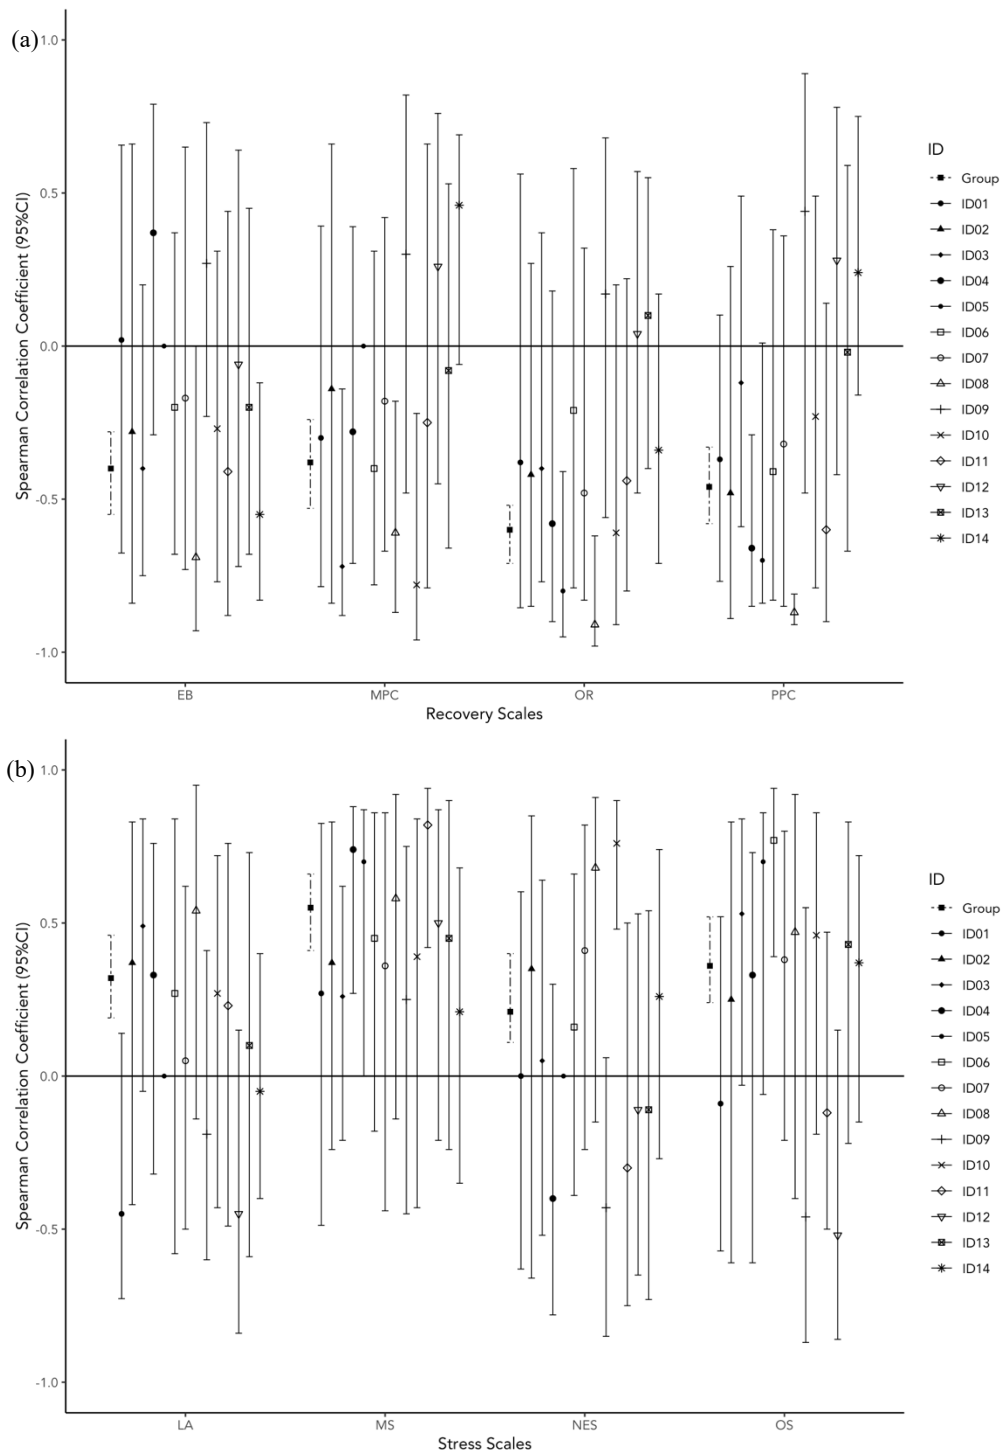 (a)
1.0
0.5
0.0
-0.5
-1.0
Spearman Correlation Coefficient (95%CI)
EB MPC OR PPC
Recovery Scales
ID
Group
ID01
ID02
ID03
ID04
ID05
ID06
ID07
ID08
ID09
ID10
ID11
ID12
ID13
ID14
(b)
1.0
0.5
0.0
-0.5
-1.0
Spearman Correlation Coefficient (95%CI)
LA MS NES OS
Stress Scales
ID
Group
ID01
ID02
ID03
ID04
ID05
ID06
ID07
ID08
ID09
ID10
ID11
ID12
ID13
ID14